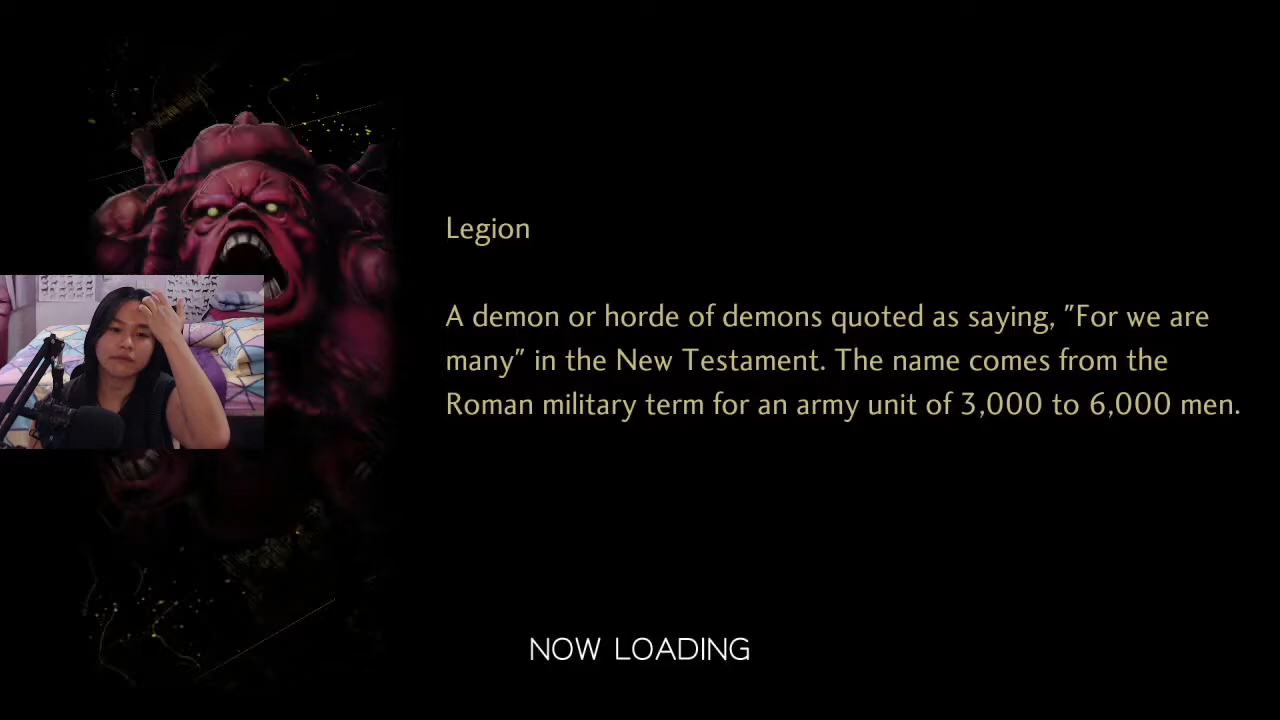 Legion
A demon or horde of demons quoted as saying, "For we are
many" in the New Testament. The name comes from the
Roman military term for an army unit of 3,000 to 6,000 men.
NOW LOADING